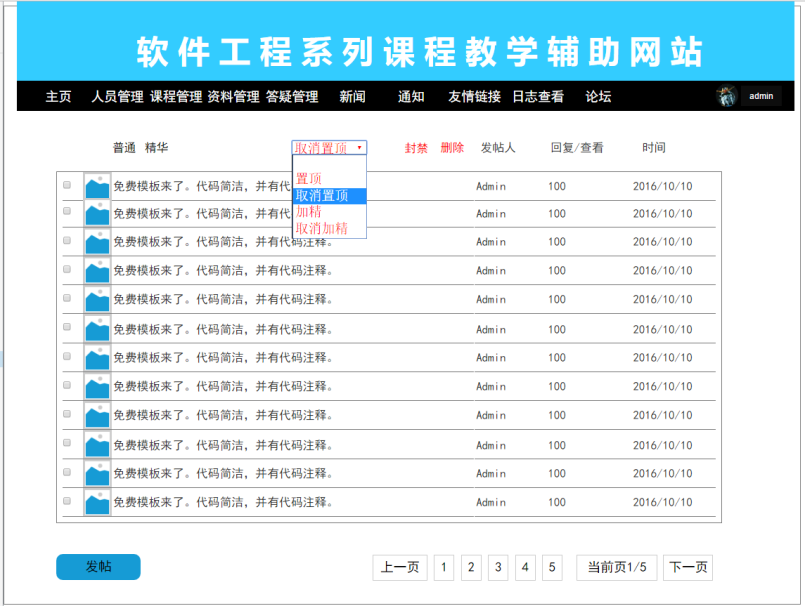 软件工程系列课程教学辅助网站
主页 人员管理 课程管理 资料管理 答疑管理 新闻 通知 友情链接 日志查看 论坛 admin
普通 精华 取消置顶 封禁 删除 发帖人 回复/查看 时间
置顶
取消置顶
加精
取消加精
免费模板来了。代码简洁，并有代 Admin 100 2016/10/10
免费模板来了。代码简洁，并有代 Admin 100 2016/10/10
免费模板来了。代码简洁，并有代码注释。 Admin 100 2016/10/10
免费模板来了。代码简洁，并有代码注释。 Admin 100 2016/10/10
免费模板来了。代码简洁，并有代码注释。 Admin 100 2016/10/10
免费模板来了。代码简洁，并有代码注释。 Admin 100 2016/10/10
免费模板来了。代码简洁，并有代码注释。 Admin 100 2016/10/10
免费模板来了。代码简洁，并有代码注释。 Admin 100 2016/10/10
免费模板来了。代码简洁，并有代码注释。 Admin 100 2016/10/10
免费模板来了。代码简洁，并有代码注释。 Admin 100 2016/10/10
免费模板来了。代码简洁，并有代码注释。 Admin 100 2016/10/10
免费模板来了。代码简洁，并有代码注释。 Admin 100 2016/10/10
发帖 上一页 1 2 3 4 5 当前页1/5 下一页